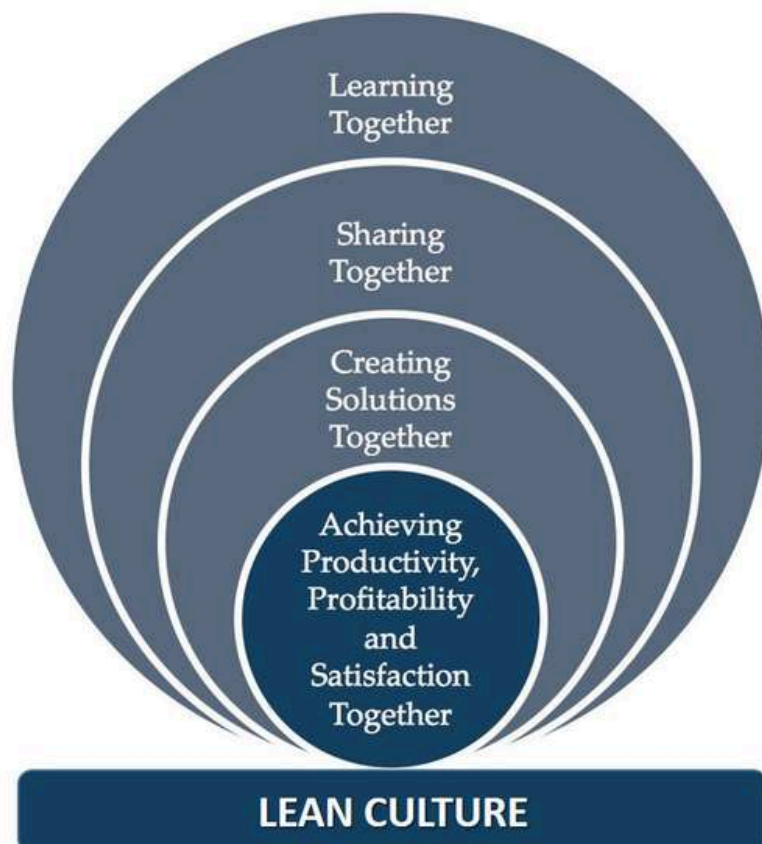 Learning
Together
Sharing
Together
Creating
Solutions
Together
Achieving
Productivity,
Profitability
and
Satisfaction
Together
LEAN CULTURE